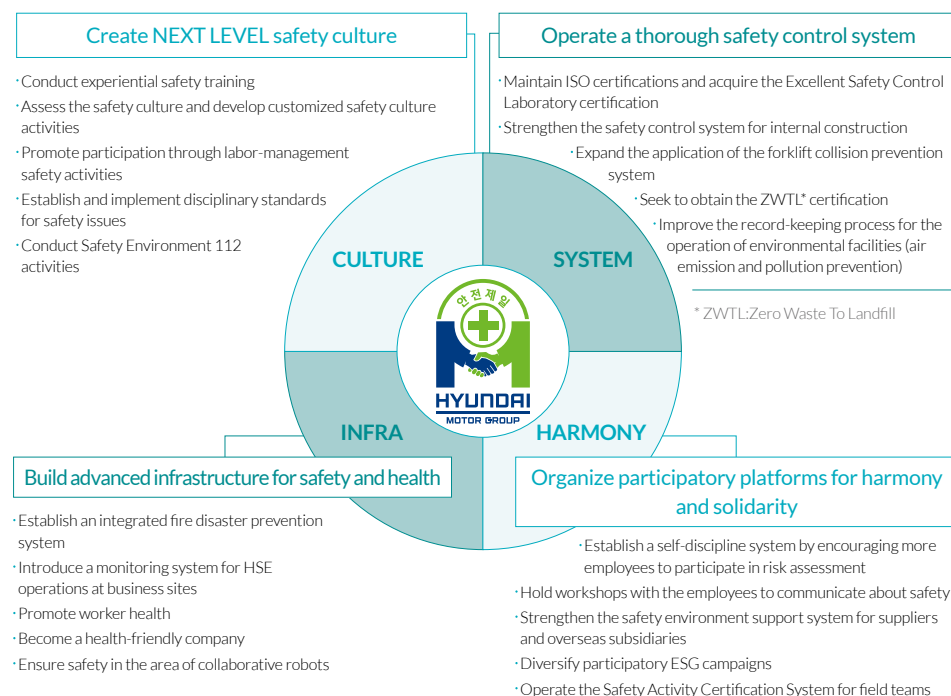 Create NEXT LEVEL safety culture
·Conduct experiential safety training
·Assess the safety culture and develop customized safety culture
activities
·Promote participation through labor-management
safety activities
·Establish and implement disciplinary standards
for safety issues
·Conduct Safety Environment 112
activities
Operate a thorough safety control system
·Maintain ISO certifications and acquire the Excellent Safety Control
Laboratory certification
·Strengthen the safety control system for internal construction
·Expand the application of the forklift collision prevention
system
·Seek to obtain the ZWTL* certification
·Improve the record-keeping process for the
operation of environmental facilities (air
emission and pollution prevention)
* ZWTL:Zero Waste To Landfill
CULTURE
SYSTEM
안전제일
HYUNDAI
MOTOR GROUP
INFRA
HARMONY
Build advanced infrastructure for safety and health
·Establish an integrated fire disaster prevention
system
·Introduce a monitoring system for HSE
operations at business sites
·Promote worker health
·Become a health-friendly company
·Ensure safety in the area of collaborative robots
Organize participatory platforms for harmony
and solidarity
·Establish a self-discipline system by encouraging more
employees to participate in risk assessment
·Hold workshops with the employees to communicate about safety
·Strengthen the safety environment support system for suppliers
and overseas subsidiaries
·Diversify participatory ESG campaigns
·Operate the Safety Activity Certification System for field teams